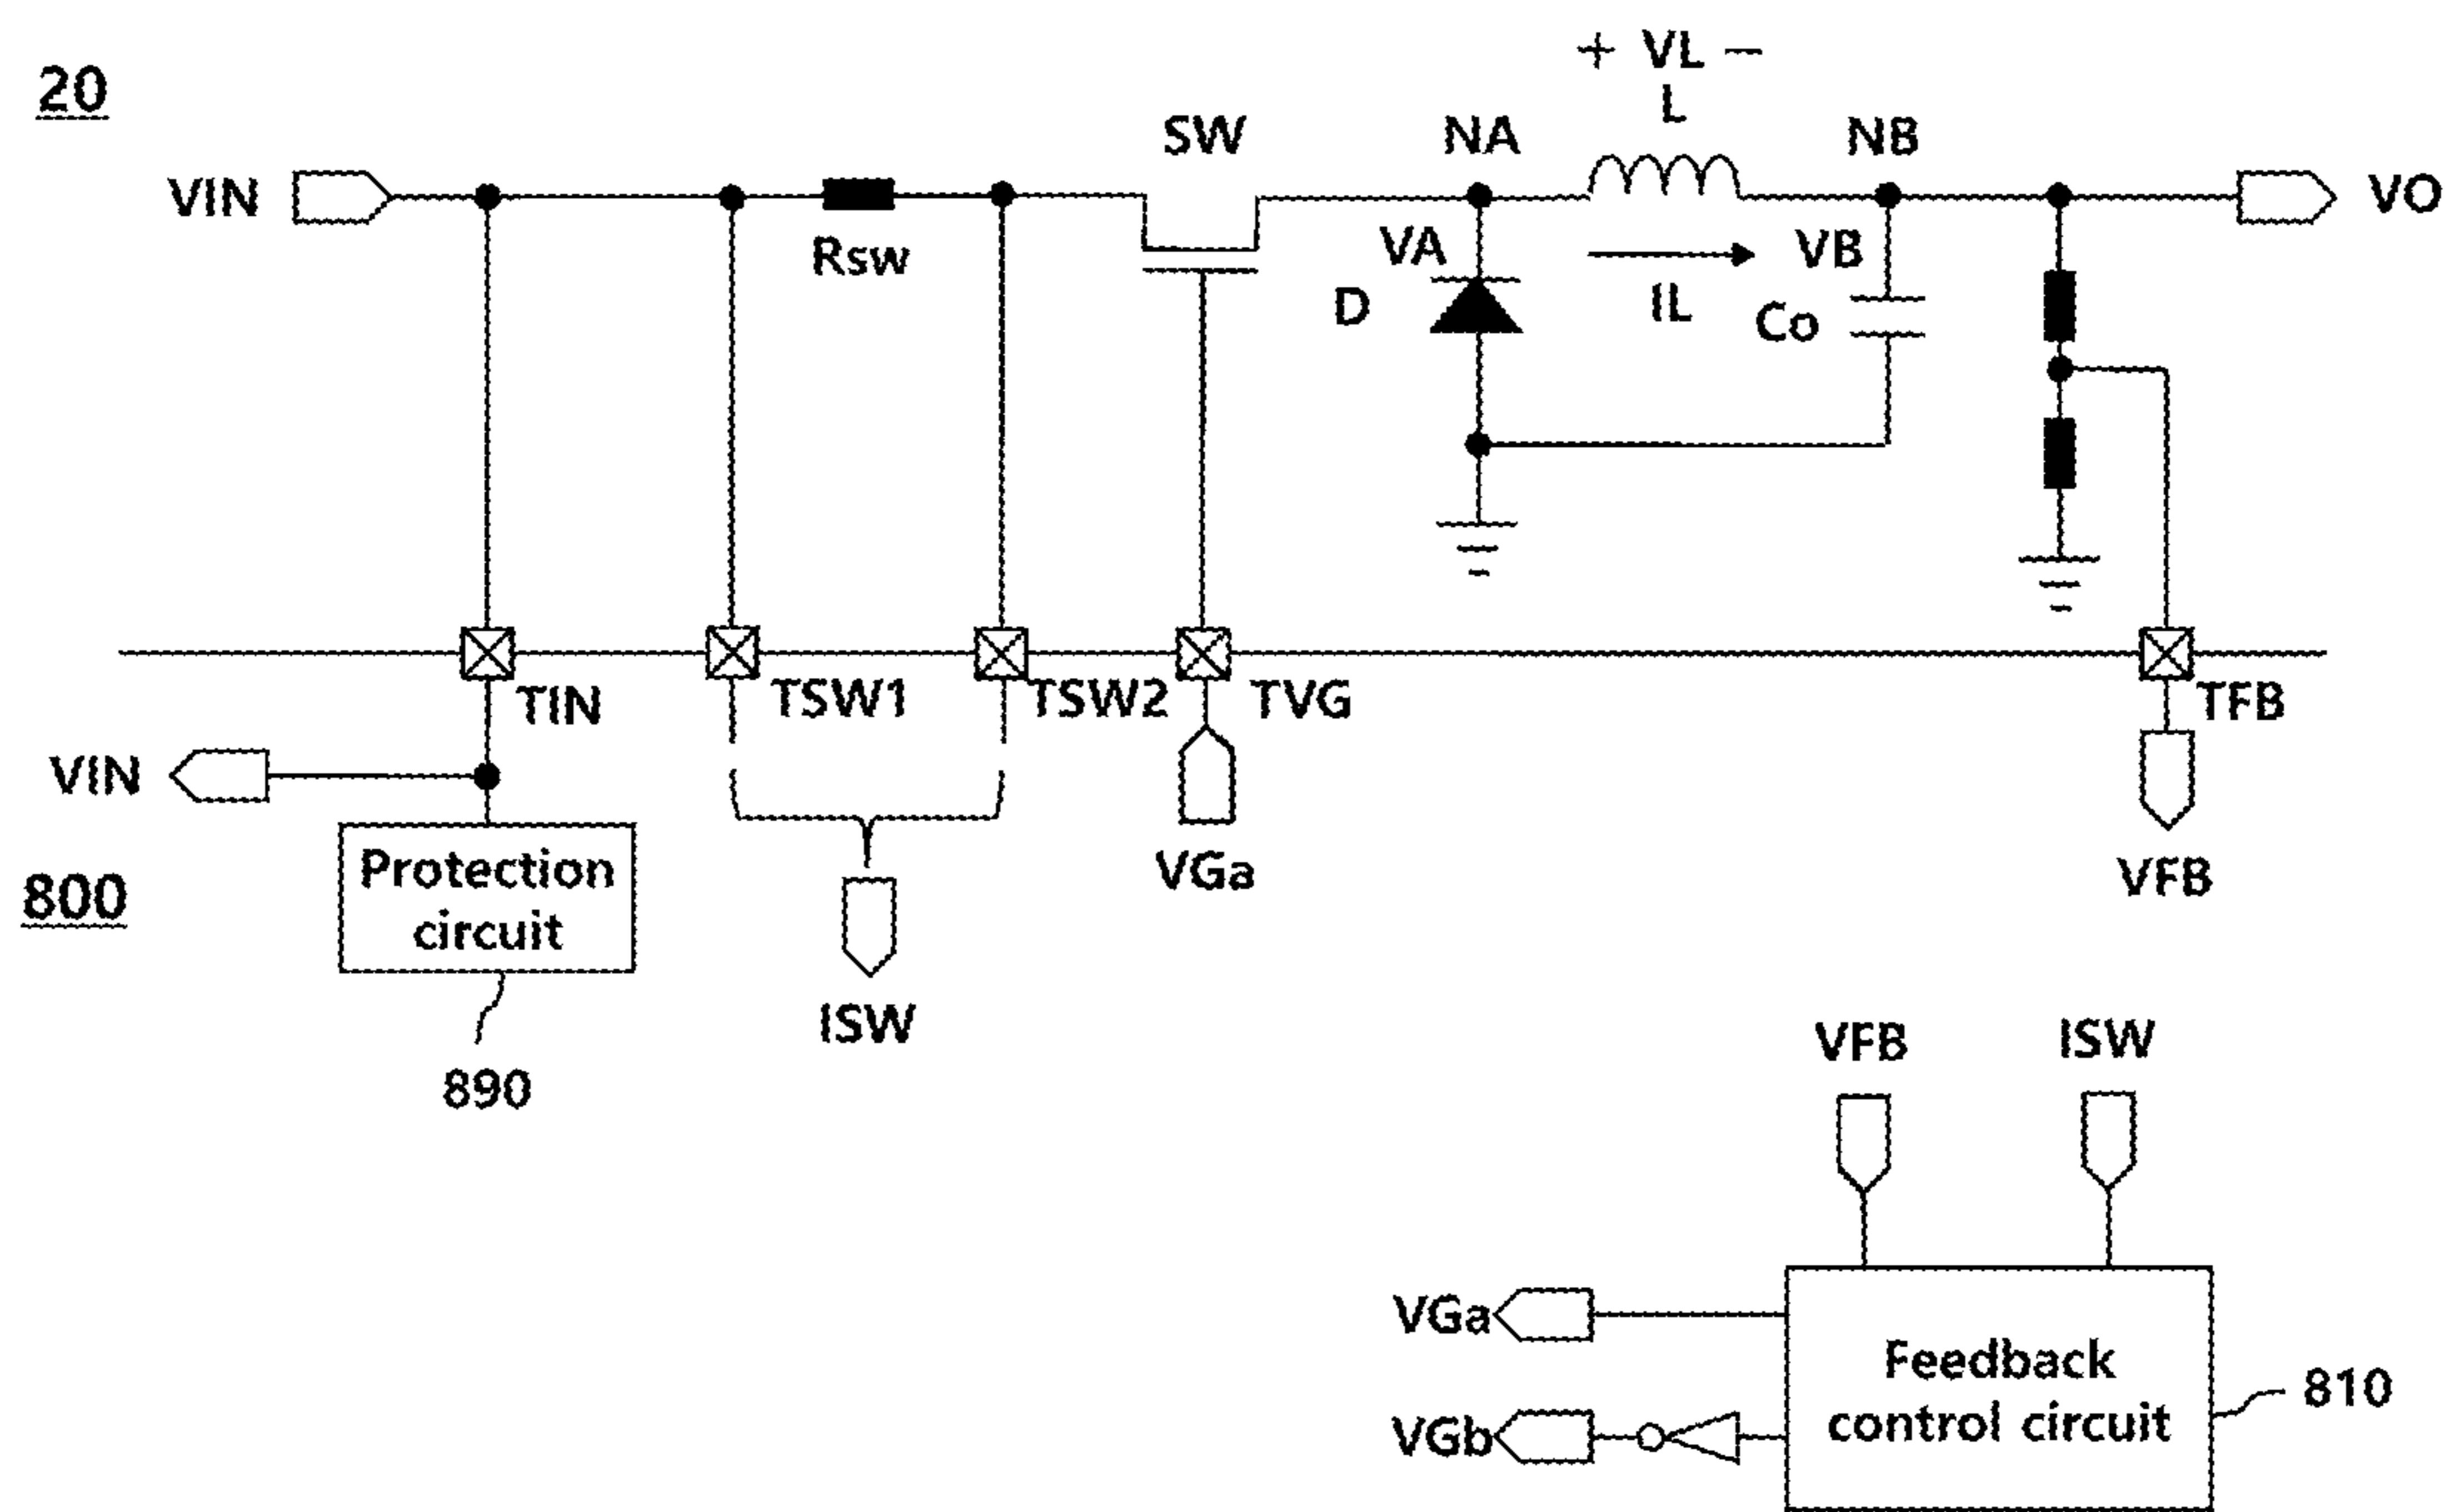 + VL −
20
L
SW
NA
NB
VIN
VO
Rsw
VA
VB
D
IL
Co
TIN
TSW1
TSW2
TVG
TFB
VIN
Protection
circuit
800
VGa
VFB
ISW
890
VFB
ISW
VGa
Feedback
control circuit
810
VGb